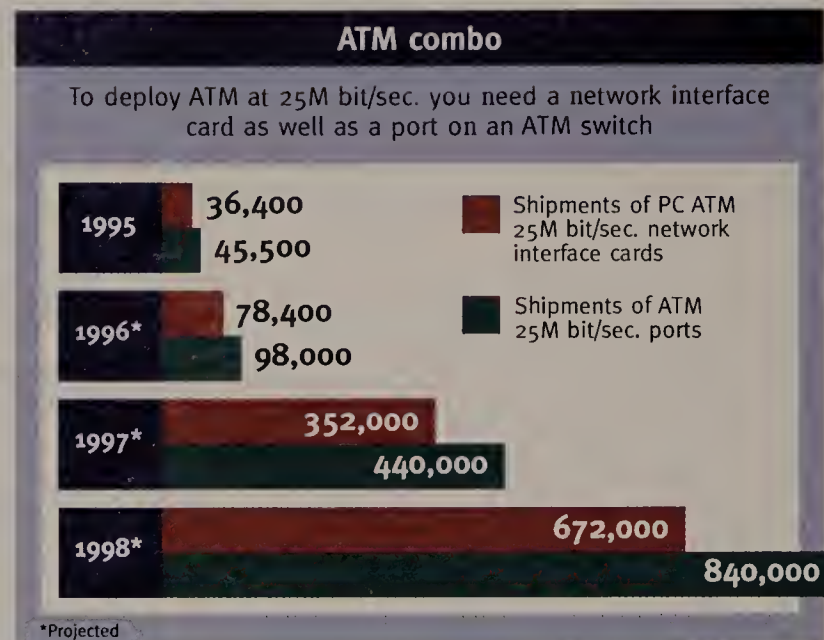 ATM combo
To deploy ATM at 25M bit/sec. you need a network interface
card as well as a port on an ATM switch
1995
36,400
45,500
Shipments of PC ATM
25M bit/sec. network
interface cards
Shipments of ATM
25M bit/sec. ports
1996*
78,400
98,000
1997*
352,000
440,000
1998*
672,000
840,000
*Projected